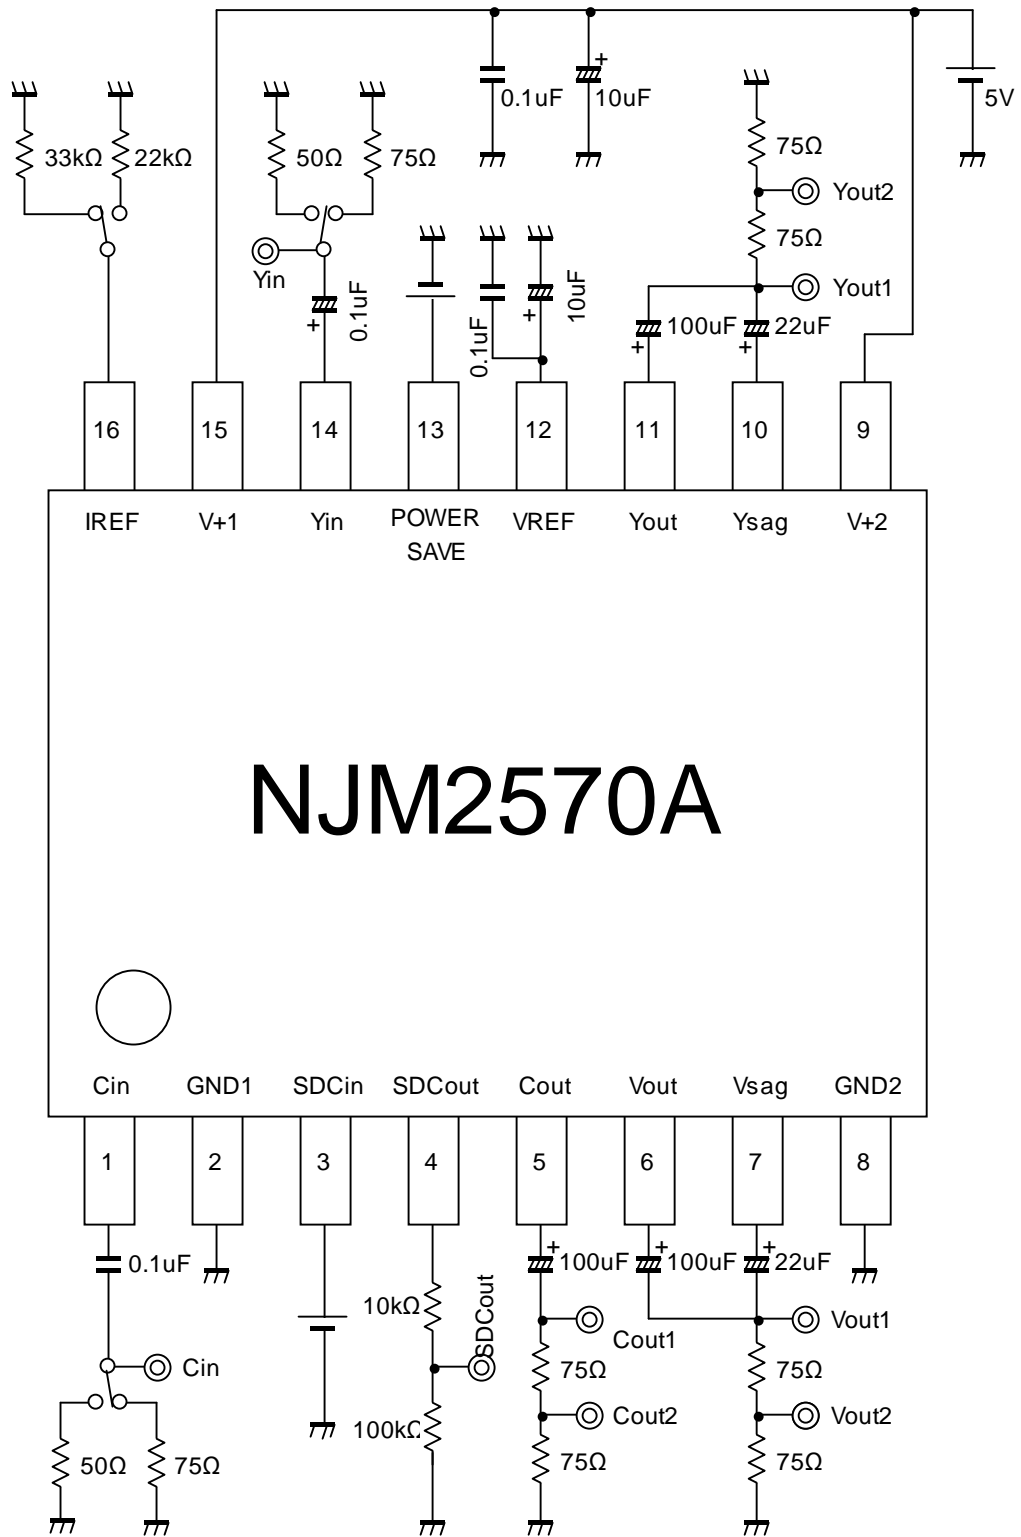 0.1uF
10uF
5V
33kΩ
22kΩ
50Ω
75Ω
75Ω
Yout2
75Ω
Yin
0.1uF
0.1uF
10uF
Yout1
100uF
22uF
+
+
+
+
+
16
15
14
13
12
11
10
9
IREF
V+1
Yin
POWER
SAVE
VREF
Yout
Ysag
V+2
NJM2570A
Cin
GND1
SDCin
SDCout
Cout
Vout
Vsag
GND2
1
2
3
4
5
6
7
8
+
+
+
0.1uF
100uF
100uF
22uF
10kΩ
SDCout
Cout1
Vout1
Cin
75Ω
75Ω
100kΩ
Cout2
Vout2
50Ω
75Ω
75Ω
75Ω